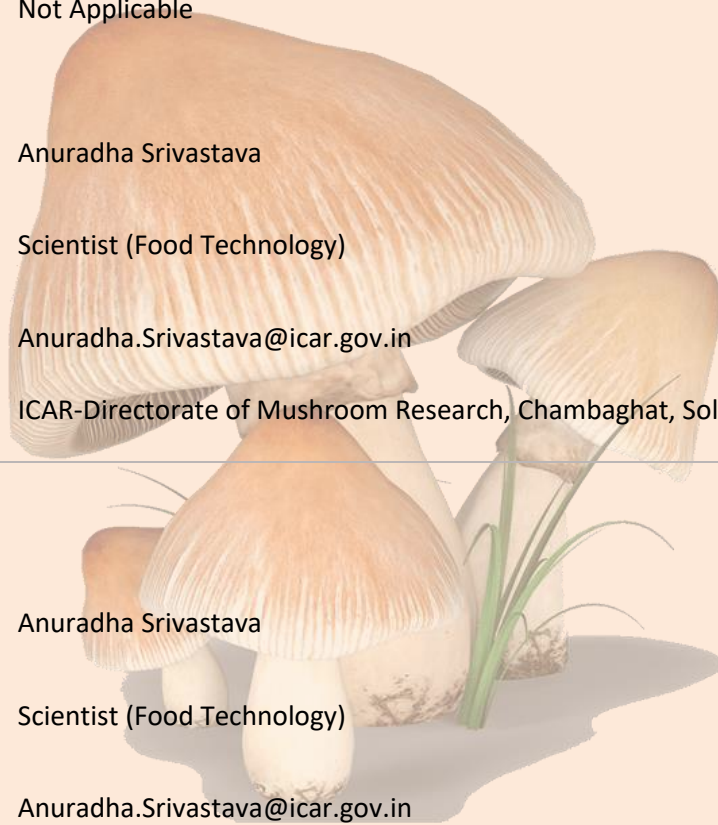 Not Applicable
Anuradha Srivastava
Scientist (Food Technology)
Anuradha.Srivastava@icar.gov.in
ICAR-Directorate of Mushroom Research, Chambaghat, Sol
Anuradha Srivastava
Scientist (Food Technology)
Anuradha.Srivastava@icar.gov.in